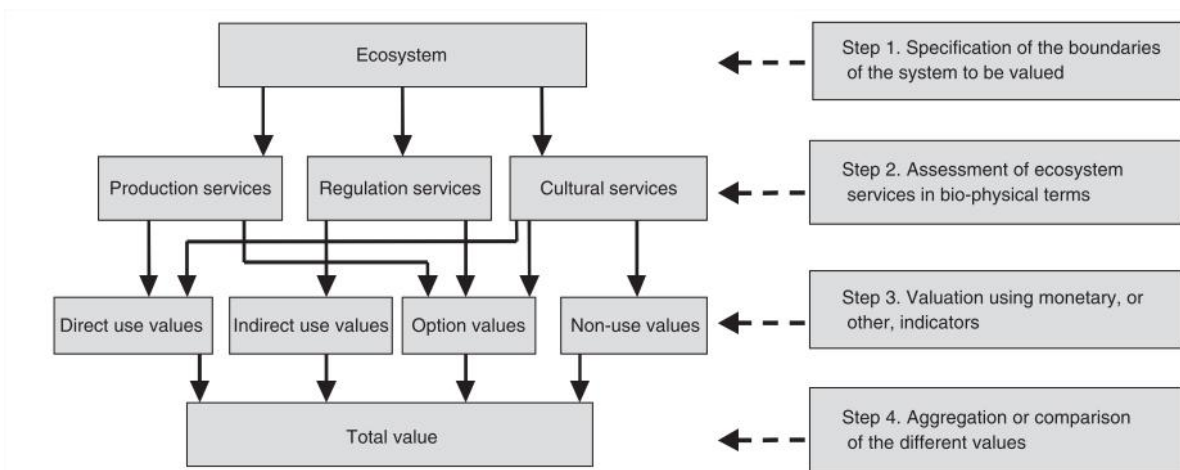 Ecosystem
Step 1. Specification of the boundaries
of the system to be valued
Production services
Regulation services
Cultural services
Step 2. Assessment of ecosystem
services in bio-physical terms
Direct use values
Indirect use values
Option values
Non-use values
Step 3. Valuation using monetary, or
other, indicators
Total value
Step 4. Aggregation or comparison
of the different values